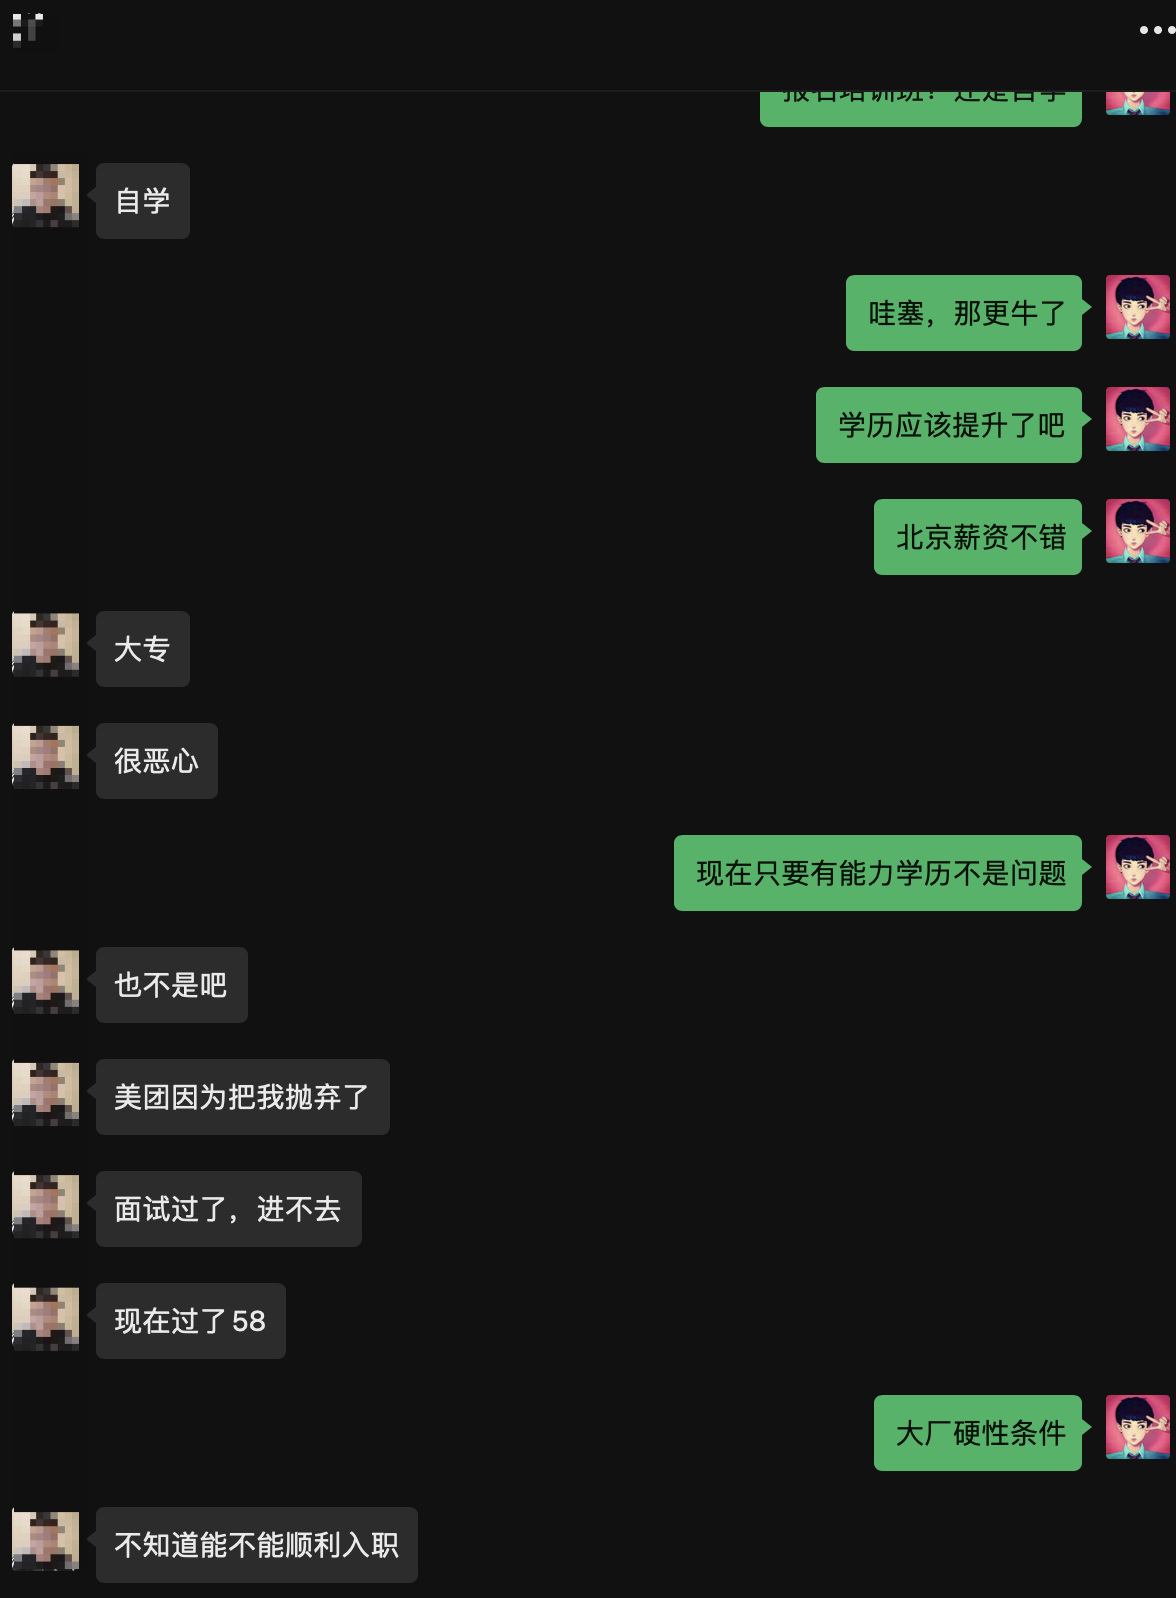 自学
哇塞，那更牛了
学历应该提升了吧
北京薪资不错
大专
很恶心
现在只要有能力学历不是问题
也不是吧
美团因为把我抛弃了
面试过了，进不去
现在过了58
大厂硬性条件
不知道能不能顺利入职